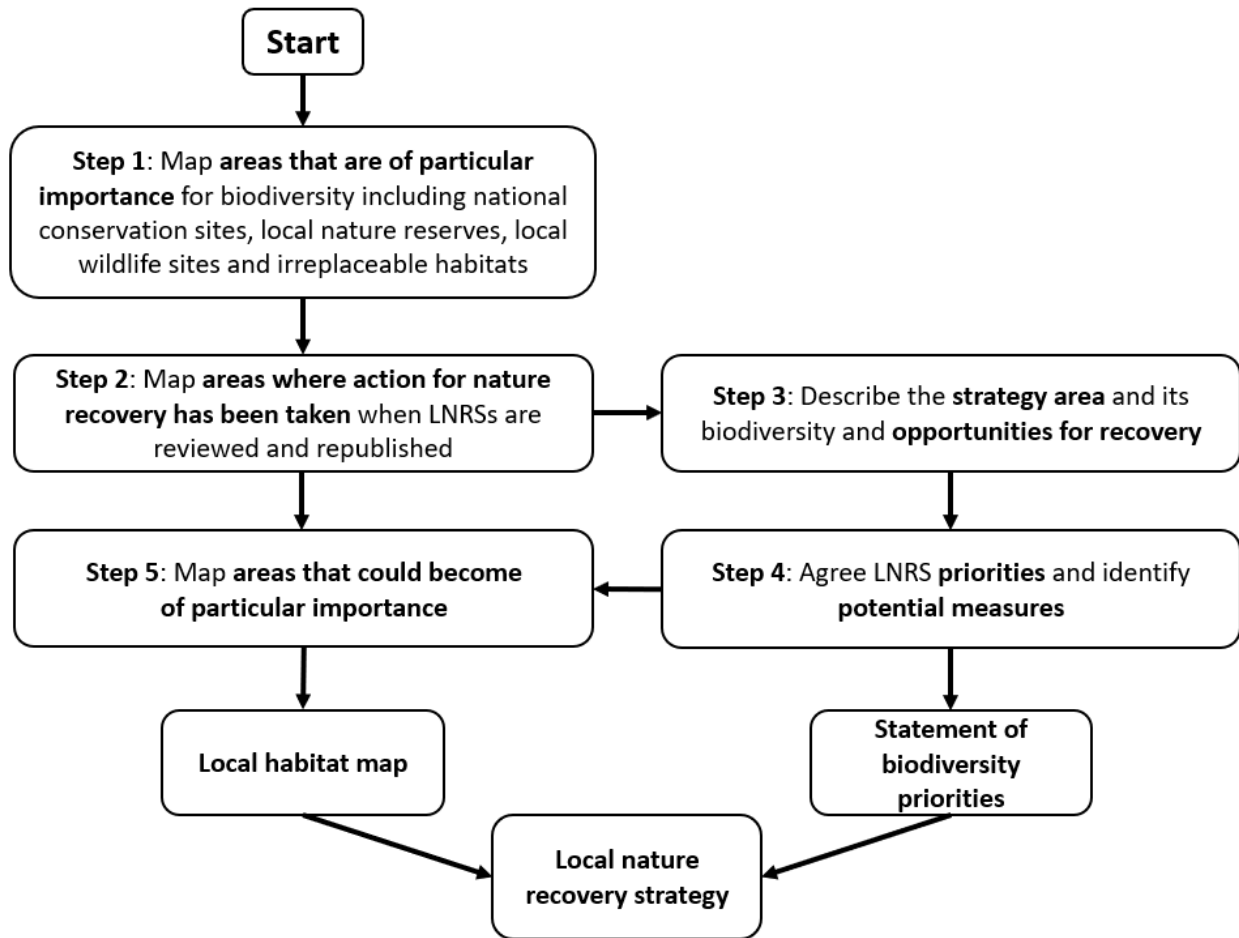 Start
Step 1: Map areas that are of particular
importance for biodiversity including national
conservation sites, local nature reserves, local
wildlife sites and irreplaceable habitats
Step 2: Map areas where action for nature
recovery has been taken when LNRSs are
reviewed and republished
Step 3: Describe the strategy area and its
biodiversity and opportunities for recovery
Step 4: Agree LNRS priorities and identify
potential measures
Step 5: Map areas that could become
of particular importance
Local habitat map
Statement of
biodiversity
priorities
Local nature
recovery strategy